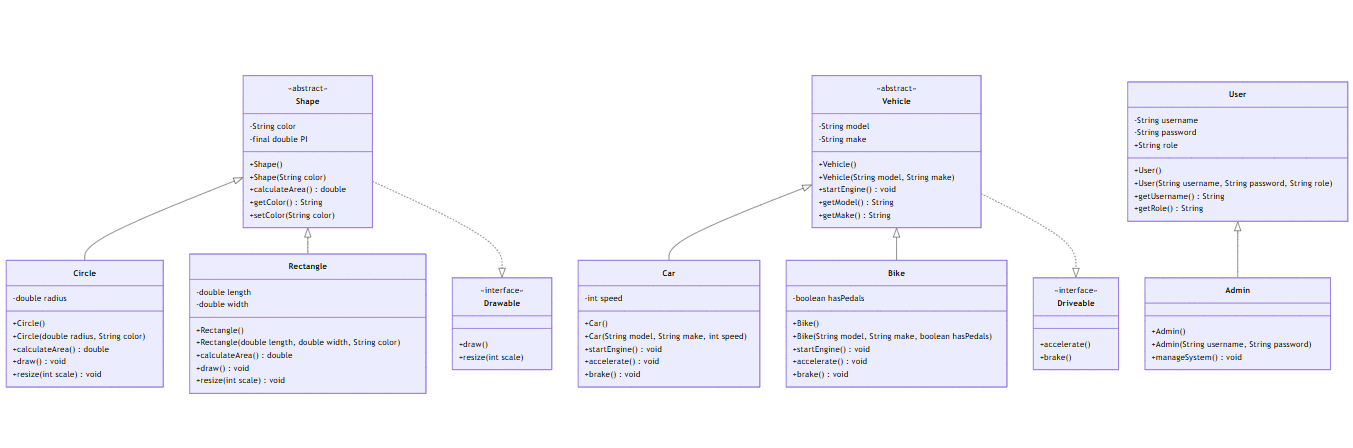 «abstract»
Shape
-String color
-final double PI
+Shape()
+Shape(String color)
+calculateArea() : double
+getColor() : String
+setColor(String color)
«abstract»
Vehicle
-String model
-String make
+Vehicle()
+Vehicle(String model, String make)
+startEngine() : void
+getModel() : String
+getMake() : String
User
-String username
-String password
+String role
+User()
+User(String username, String password, String role)
+getUsername() : String
+getRole() : String
Circle
-double radius
+Circle()
+Circle(double radius, String color)
+calculateArea() : double
+draw() : void
+resize(int scale) : void
Rectangle
-double length
-double width
+Rectangle()
+Rectangle(double length, double width, String color)
+calculateArea() : double
+draw() : void
+resize(int scale) : void
«interface»
Drawable
+draw()
+resize(int scale)
Car
-int speed
+Car()
+Car(String model, String make, int speed)
+startEngine() : void
+accelerate() : void
+brake() : void
Bike
-boolean hasPedals
+Bike()
+Bike(String model, String make, boolean hasPedals)
+startEngine() : void
+accelerate() : void
+brake() : void
«interface»
Driveable
+accelerate()
+brake()
Admin
+Admin()
+Admin(String username, String password)
+manageSystem() : void